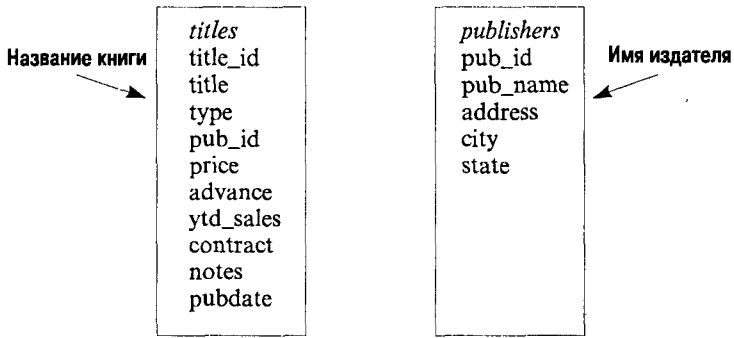 Название книги
titles
title_id
title
type
pub_id
price
advance
ytd_sales
contract
notes
pubdate
publishers
pub_id
pub_name
address
city
state
Имя издателя